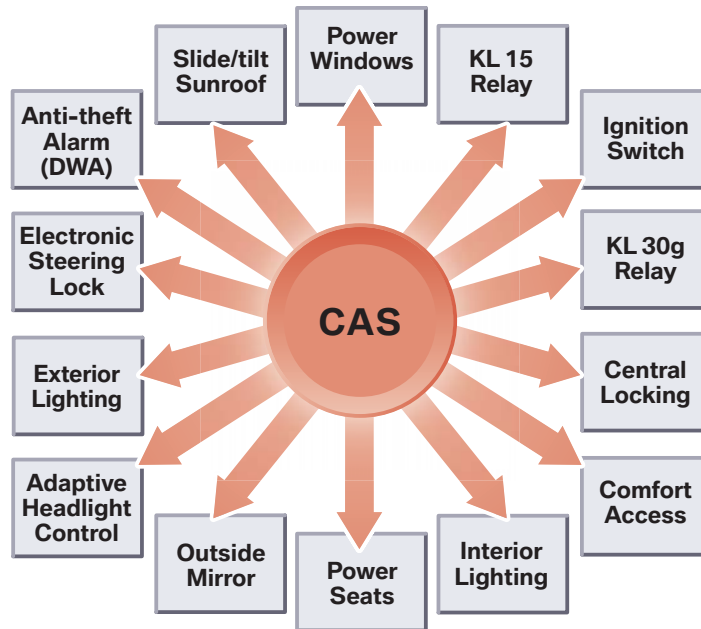 Power
Windows
KL 15
Relay
Ignition
Switch
KL 30g
Relay
Central
Locking
Comfort
Access
Interior
Lighting
Power
Seats
Outside
Mirror
Adaptive
Headlight
Control
Exterior
Lighting
Electronic
Steering
Lock
Anti-theft
Alarm
(DWA)
Slide/tilt
Sunroof
CAS